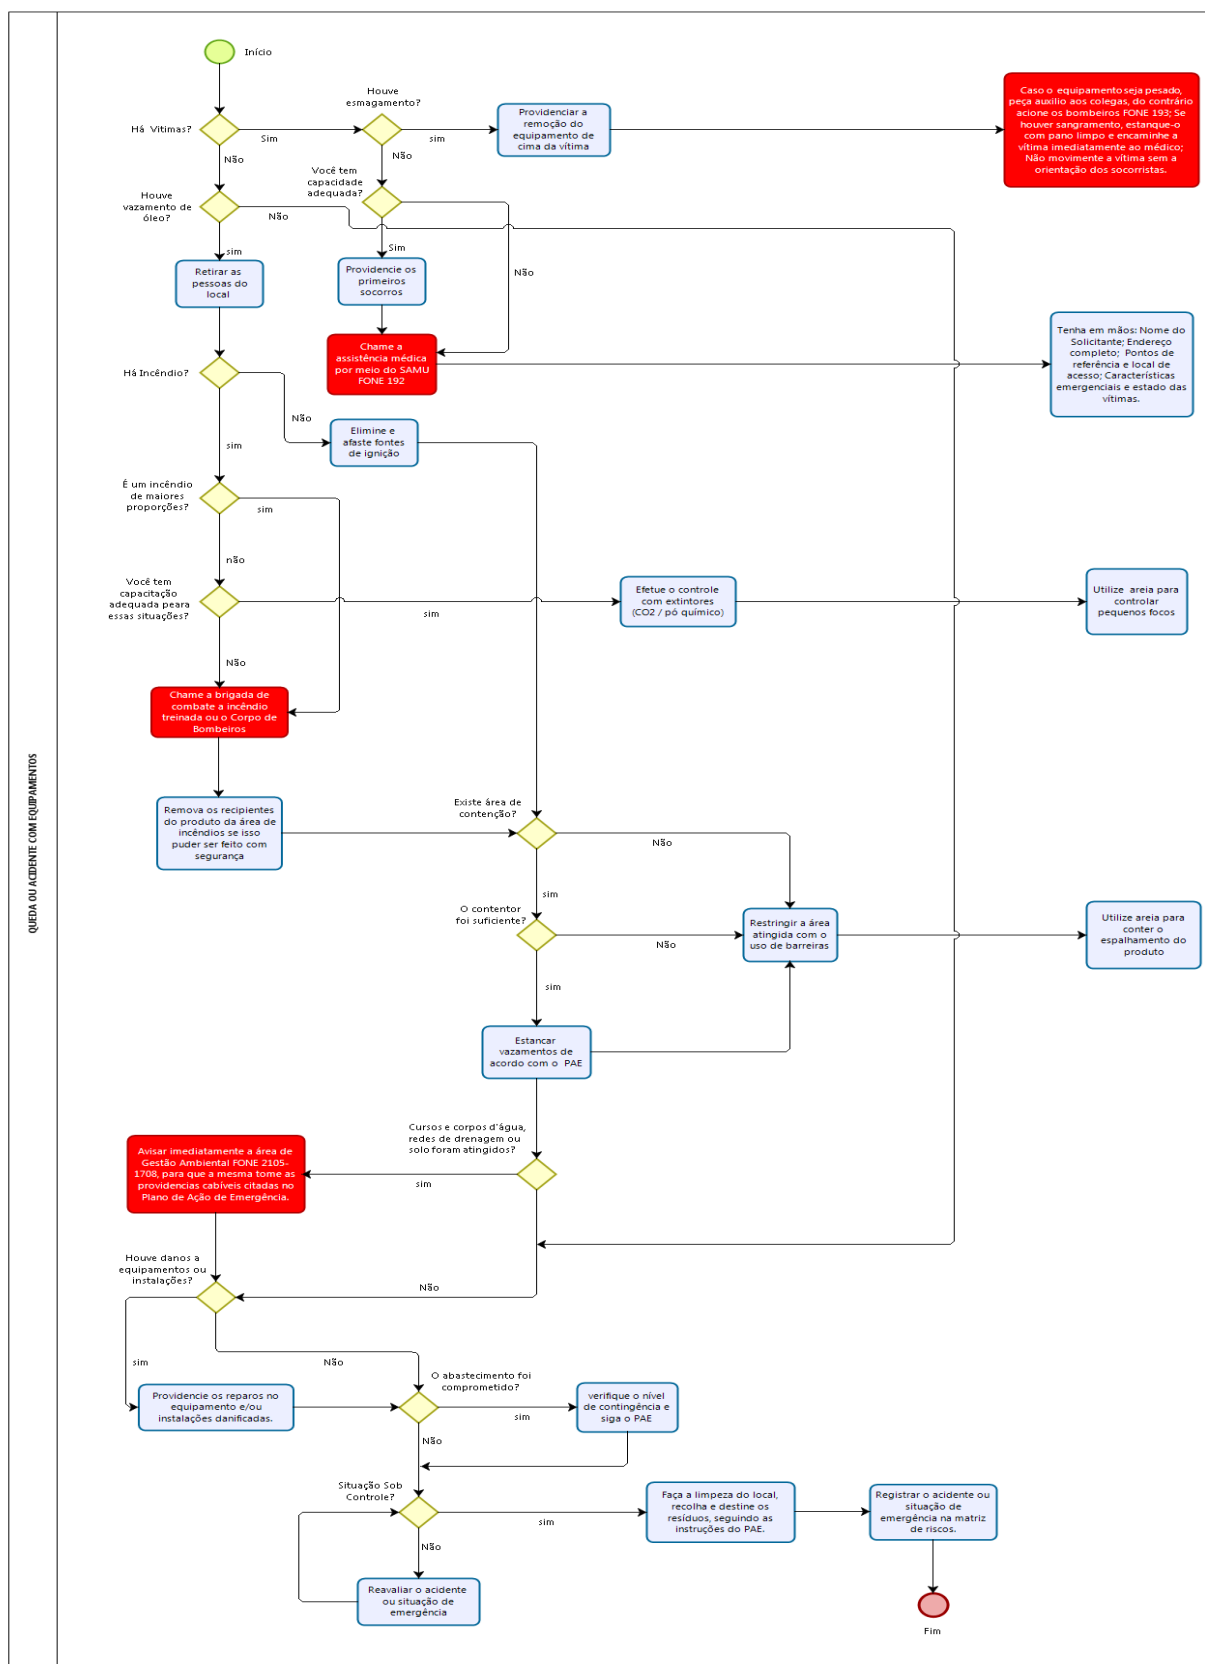 QUEDA OU ACIDENTE COM EQUIPAMENTOS
Início
Há Vitimas?
Sim
Não
Houve
esmagamento?
sim
Não
Providenciar a
remoção do
equipamento de
cima da vítima
Caso o equipamento seja pesado,
peça auxilio aos colegas, do contrário
acione os bombeiros FONE 193; Se
houver sangramento, estanque-o
com pano limpo e encaminhe a
vítima imediatamente ao médico;
Não movimente a vítima sem a
orientação dos socorristas.
Você tem
capacidade
adequada?
Sim
Não
Houve
vazamento de
óleo?
Não
sim
Retirar as
pessoas do
local
Providencie os
primeiros
socorros
Chame a
assistência médica
por meio do SAMU
FONE 192
Tenha em mãos: Nome do
Solicitante; Endereço
completo; Pontos de
referência e local de
acesso; Características
emergenciais e estado das
vítimas.
Há Incêndio?
Não
sim
Elimine e
afaste fontes
de ignição
É um incêndio
de maiores
proporções?
sim
não
Você tem
capacitação
adequada peara
essas situações?
sim
Não
Efetue o controle
com extintores
(CO2 / pó químico)
Utilize areia para
controlar
pequenos focos
Chame a brigada de
combate a incêndio
treinada ou o Corpo de
Bombeiros
Remova os recipientes
do produto da área de
incêndios se isso
puder ser feito com
segurança
Existe área de
contenção?
Não
sim
O contentor
foi suficiente?
Não
sim
Restringir a área
atingida com o
uso de barreiras
Utilize areia para
conter o
espalhamento do
produto
Estancar
vazamentos de
acordo com o PAE
Cursos e corpos d'água,
redes de drenagem ou
solo foram atingidos?
sim
Não
Avisar imediatamente a área de
Gestão Ambiental FONE 2105-
1708, para que a mesma tome as
providencias cabíveis citadas no
Plano de Ação de Emergência.
Houve danos a
equipamentos ou
instalações?
sim
Não
Providencie os reparos no
equipamento e/ou
instalações danificadas.
O abastecimento foi
comprometido?
sim
Não
verifique o nível
de contingência e
siga o PAE
Situação Sob
Controle?
sim
Não
Faça a limpeza do local,
recolha e destine os
resíduos, seguindo as
instruções do PAE.
Registrar o acidente ou
situação de
emergência na matriz
de riscos.
Reavaliar o acidente
ou situação de
emergência
Fim